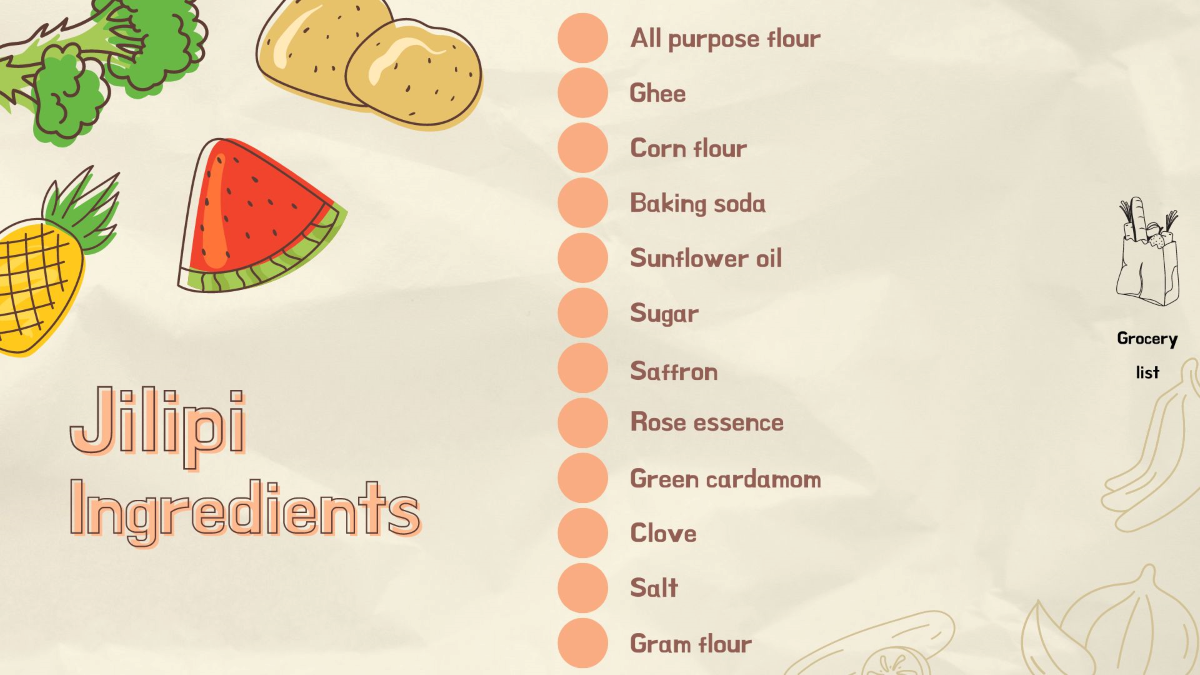 Jilipi
Ingredients
All purpose flour
Ghee
Corn flour
Baking soda
Sunflower oil
Sugar
Saffron
Rose essence
Green cardamom
Clove
Salt
Gram flour
Grocery
list